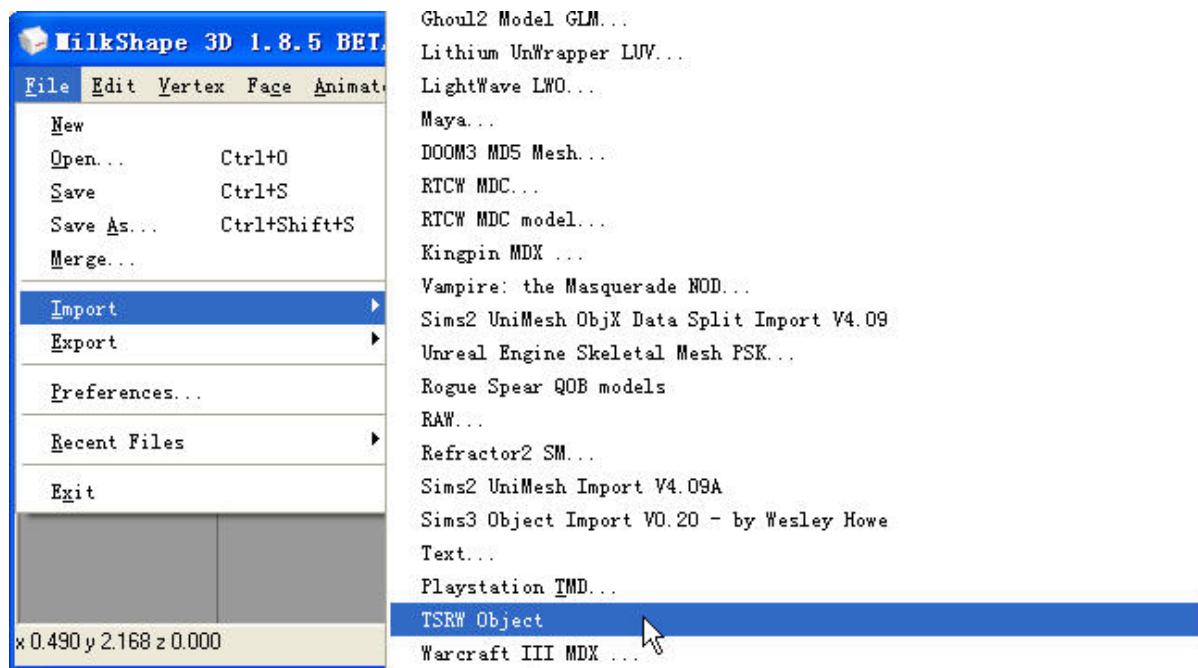 MilkShape 3D 1.8.5 BETA
File Edit Vertex Face Animat
New
Open... Ctrl+O
Save Ctrl+S
Save As... Ctrl+Shift+S
Merge...
Import
Export
Preferences...
Recent Files
Exit
x 0.490 y 2.168 z 0.000
Ghoul2 Model GLM...
Lithium UnWrapper LUV...
LightWave LWO...
Maya...
DOOM3 MD5 Mesh...
RTCW MDC...
RTCW MDC model...
Kingpin MDX ...
Vampire: the Masquerade NOD...
Sims2 UniMesh ObjX Data Split Import V4.09
Unreal Engine Skeletal Mesh PSK...
Rogue Spear QOB models
RAW...
Refractor2 SM...
Sims2 UniMesh Import V4.09A
Sims3 Object Import V0.20 - by Wesley Howe
Text...
Playstation TMD...
TSRW Object
Warcraft III MDX ...